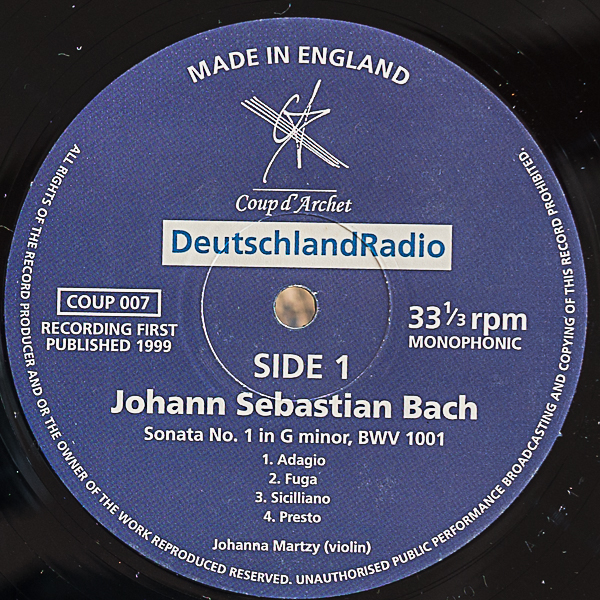 MADE IN ENGLAND
Coup d'Archet
DeutschlandRadio
COUP 007
RECORDING FIRST
PUBLISHED 1999
33 1/3 rpm
MONOPHONIC
SIDE 1
Johann Sebastian Bach
Sonata No. 1 in G minor, BWV 1001
1. Adagio
2. Fuga
3. Sicilliano
4. Presto
Johanna Martzy (violin)
ALL RIGHTS OF THE RECORD PRODUCER AND OR THE OWNER OF THE WORK REPRODUCED RESERVED. UNAUTHORISED PUBLIC PERFORMANCE BROADCASTING AND COPYING OF THIS RECORD PROHIBITED.